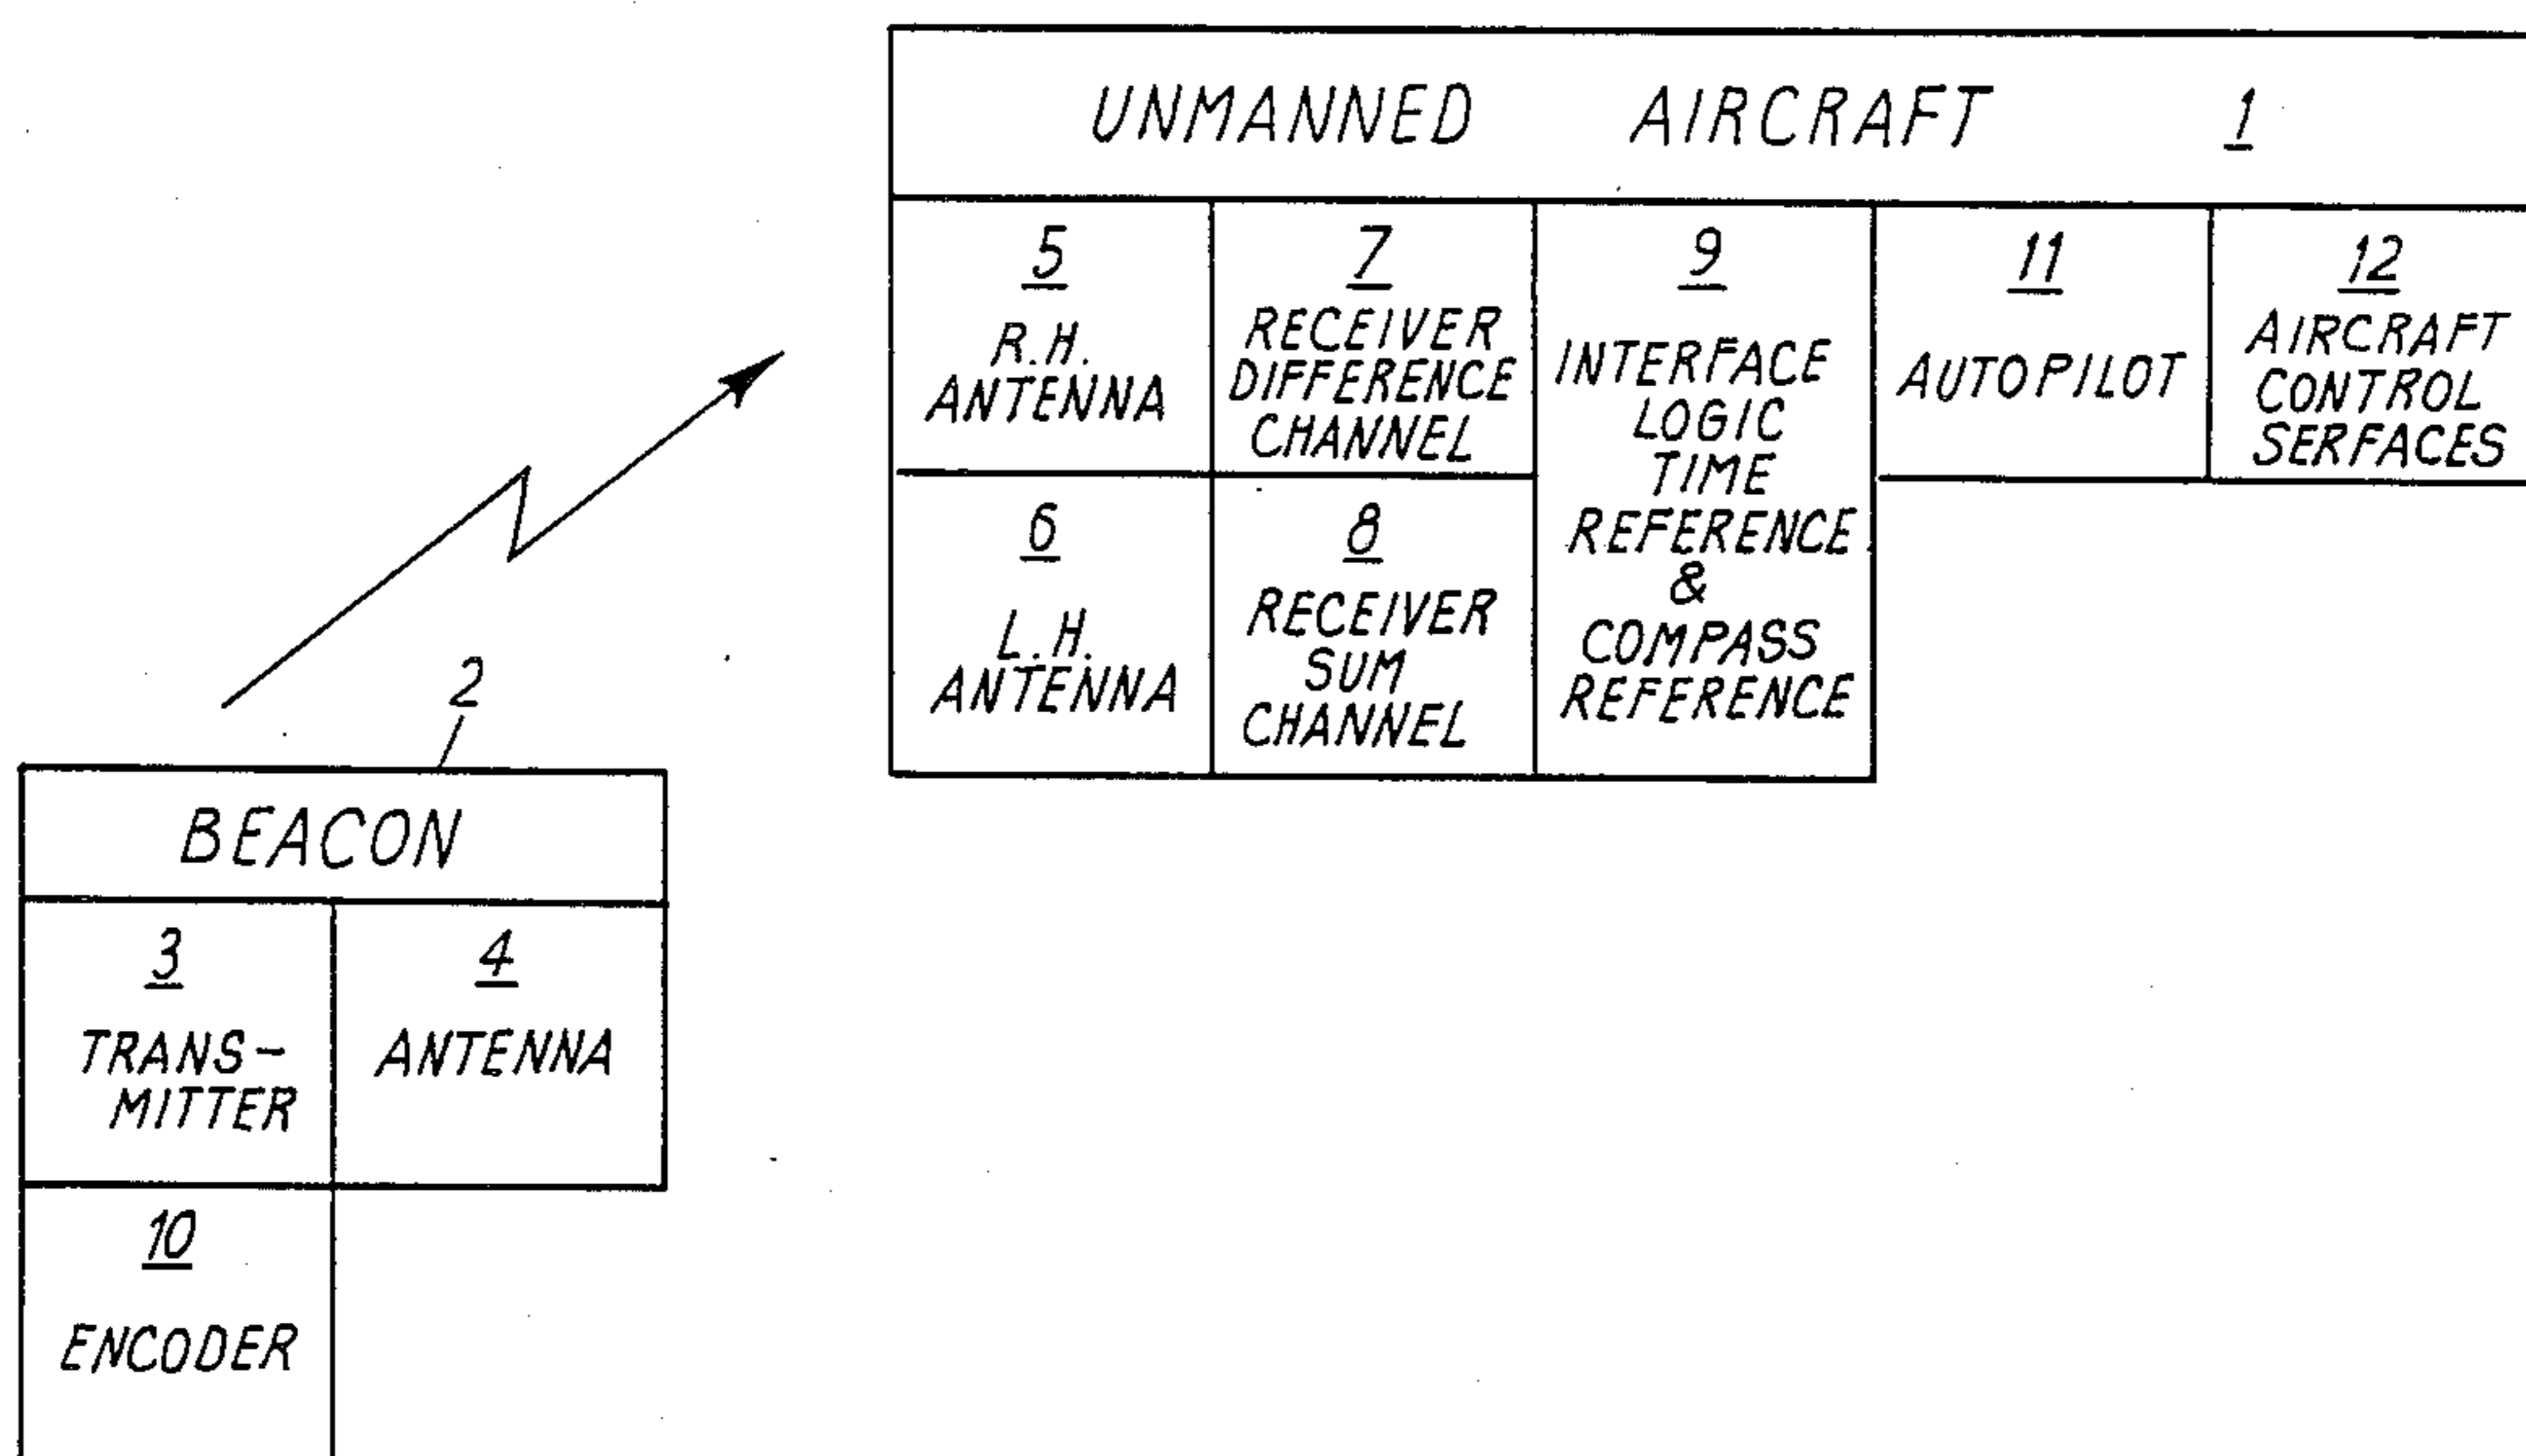 UNMANNED AIRCRAFT 1
5
R.H.
ANTENNA
7
RECEIVER
DIFFERENCE
CHANNEL
9
INTERFACE
LOGIC
TIME
REFERENCE
&
COMPASS
REFERENCE
11
AUTOPILOT
12
AIRCRAFT
CONTROL
SERFACES
6
L.H.
ANTENNA
8
RECEIVER
SUM
CHANNEL
2
BEACON
3
TRANS-
MITTER
4
ANTENNA
10
ENCODER